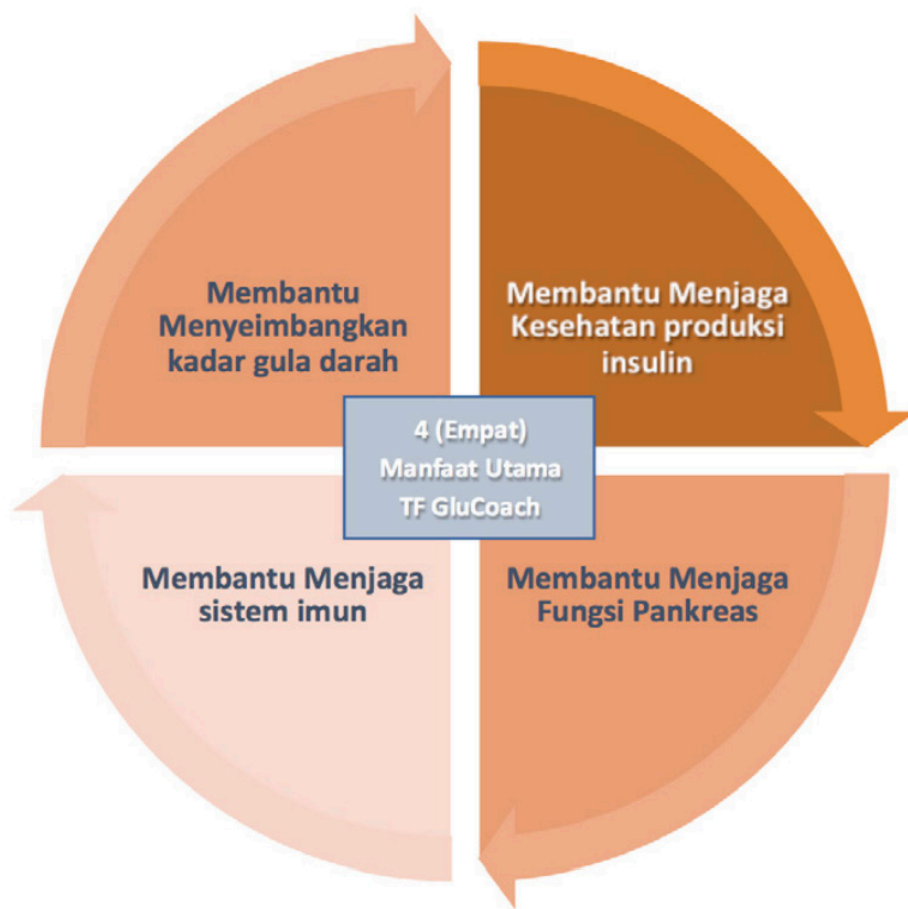 Membantu
Menyeimbangkan
kadar gula darah
Membantu Menjaga
Kesehatan produksi
insulin
4 (Empat)
Manfaat Utama
TF GluCoach
Membantu Menjaga
sistem imun
Membantu Menjaga
Fungsi Pankreas